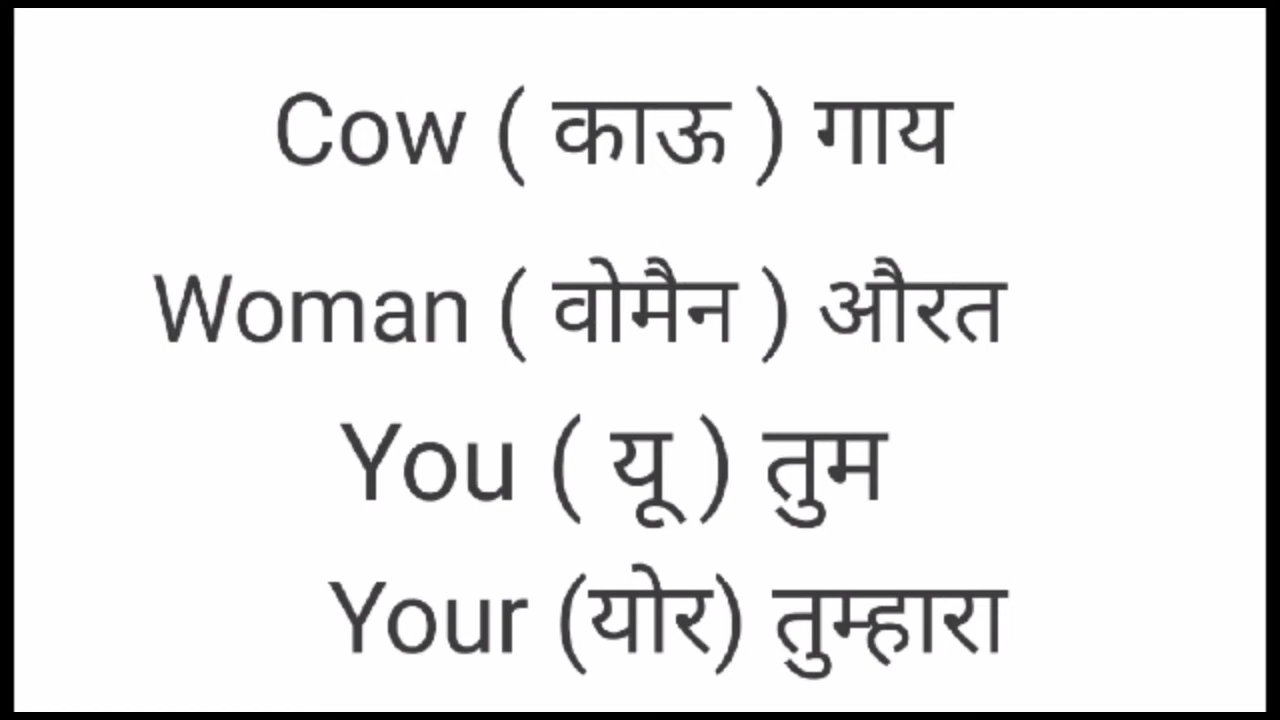 Cow ( काऊ ) गाय
Woman ( वोमैन ) औरत
You ( यू ) तुम
Your (योर) तुम्हारा